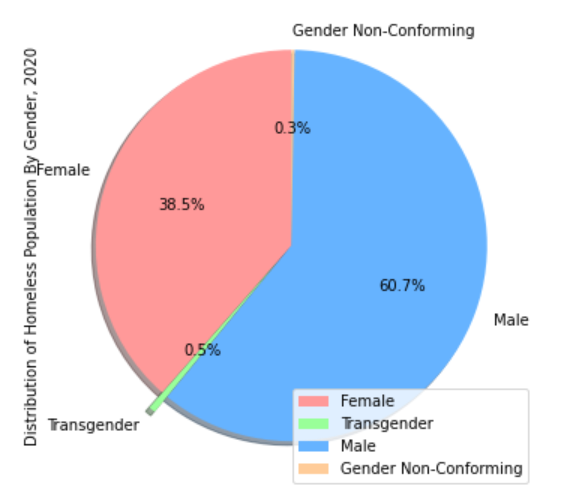 Gender Non-Conforming
0.3%
Distribution of Homeless Population By Gender, 2020
Female
38.5%
60.7%
Male
0.5%
Transgender
Female
Transgender
Male
Gender Non-Conforming